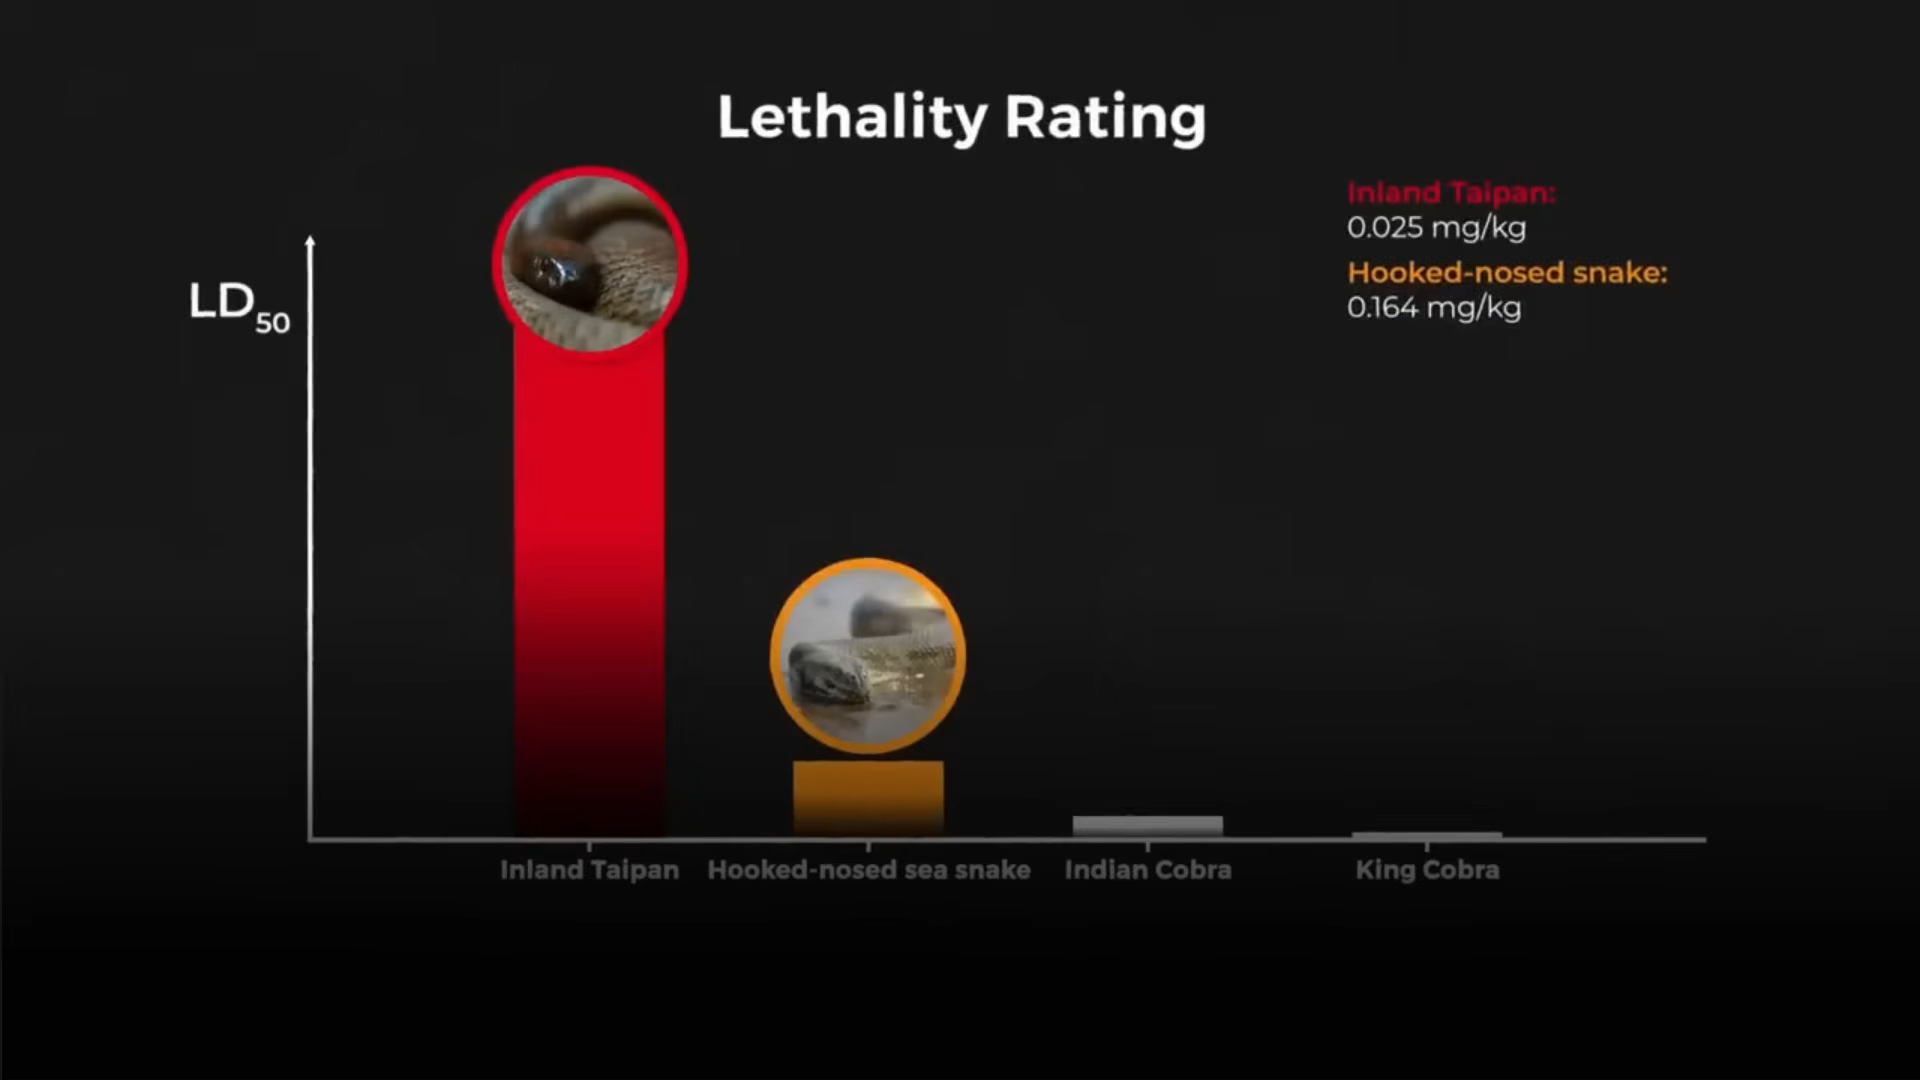 Lethality Rating
Inland Taipan:
0.025 mg/kg
Hooked-nosed snake:
0.164 mg/kg
LD50
Inland Taipan
Hooked-nosed sea snake
Indian Cobra
King Cobra